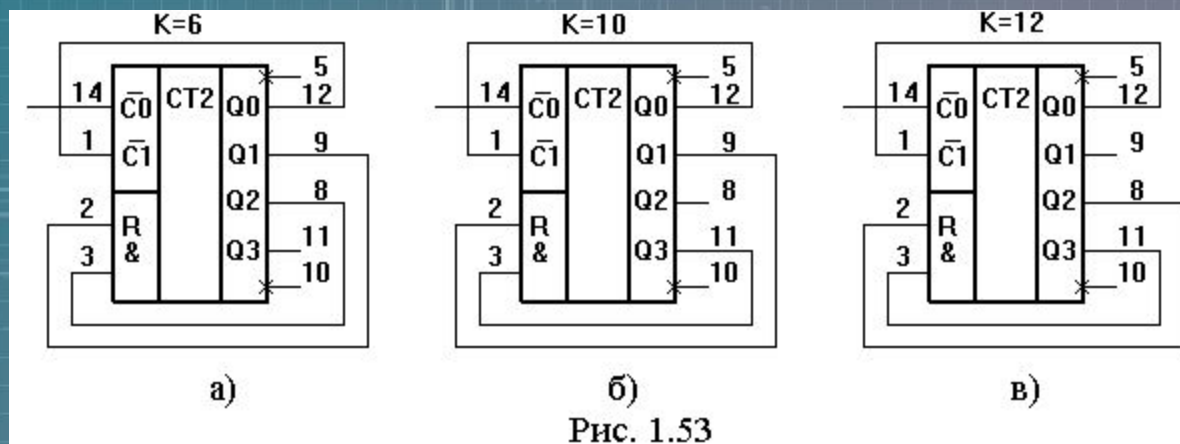 K=6
K=10
K=12
14 C̅0 CT2 Q0 5 12
1 C̅1 Q1 9
2 R Q2 8
3 & Q3 11
10
14 C̅0 CT2 Q0 5 12
1 C̅1 Q1 9
2 R Q2 8
3 & Q3 11
10
14 C̅0 CT2 Q0 5 12
1 C̅1 Q1 9
2 R Q2 8
3 & Q3 11
10
а)
б)
в)
Рис. 1.53